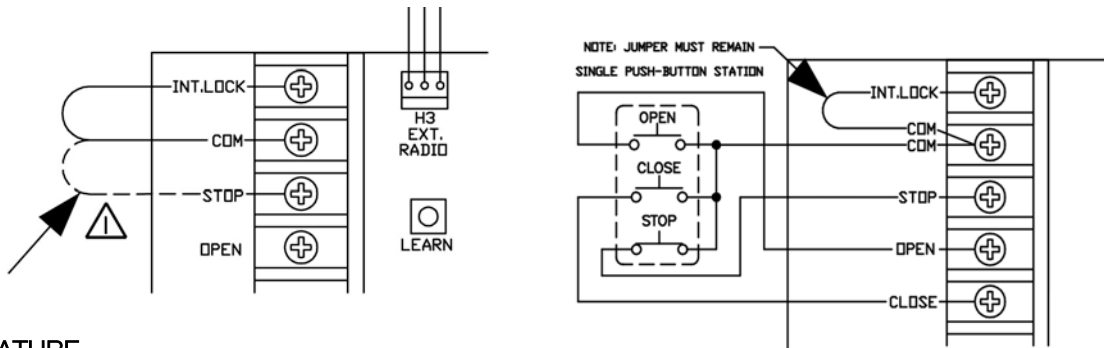 INT.LOCK
COM
STOP
OPEN
H3
EXT.
RADIO
LEARN
NOTE: JUMPER MUST REMAIN
SINGLE PUSH-BUTTON STATION
OPEN
CLOSE
STOP
INT.LOCK
COM
COM
STOP
OPEN
CLOSE